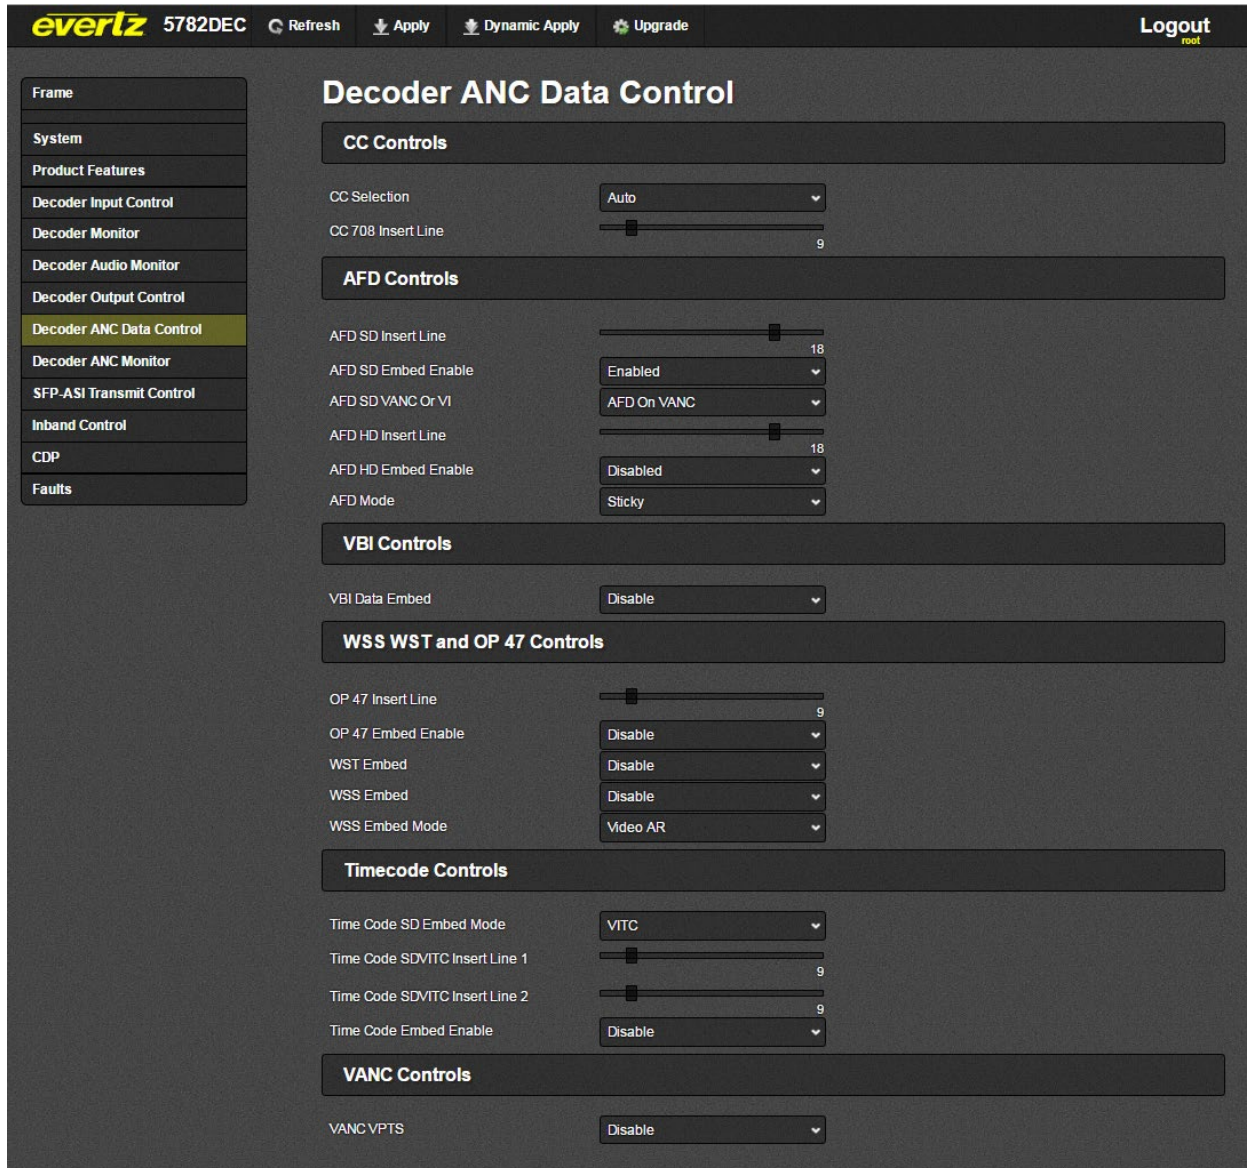 evertz 5782DEC Refresh Apply Dynamic Apply Upgrade Logout
root
Frame
System
Product Features
Decoder Input Control
Decoder Monitor
Decoder Audio Monitor
Decoder Output Control
Decoder ANC Data Control
Decoder ANC Monitor
SFP-ASI Transmit Control
Inband Control
CDP
Faults
Decoder ANC Data Control
CC Controls
CC Selection Auto
CC 708 Insert Line 9
AFD Controls
AFD SD Insert Line 18
AFD SD Embed Enable Enabled
AFD SD VANC Or VI AFD On VANC
AFD HD Insert Line 18
AFD HD Embed Enable Disabled
AFD Mode Sticky
VBI Controls
VBI Data Embed Disable
WSS WST and OP 47 Controls
OP 47 Insert Line 9
OP 47 Embed Enable Disable
WST Embed Disable
WSS Embed Disable
WSS Embed Mode Video AR
Timecode Controls
Time Code SD Embed Mode VITC
Time Code SDVITC Insert Line 1 9
Time Code SDVITC Insert Line 2 9
Time Code Embed Enable Disable
VANC Controls
VANC VPTS Disable